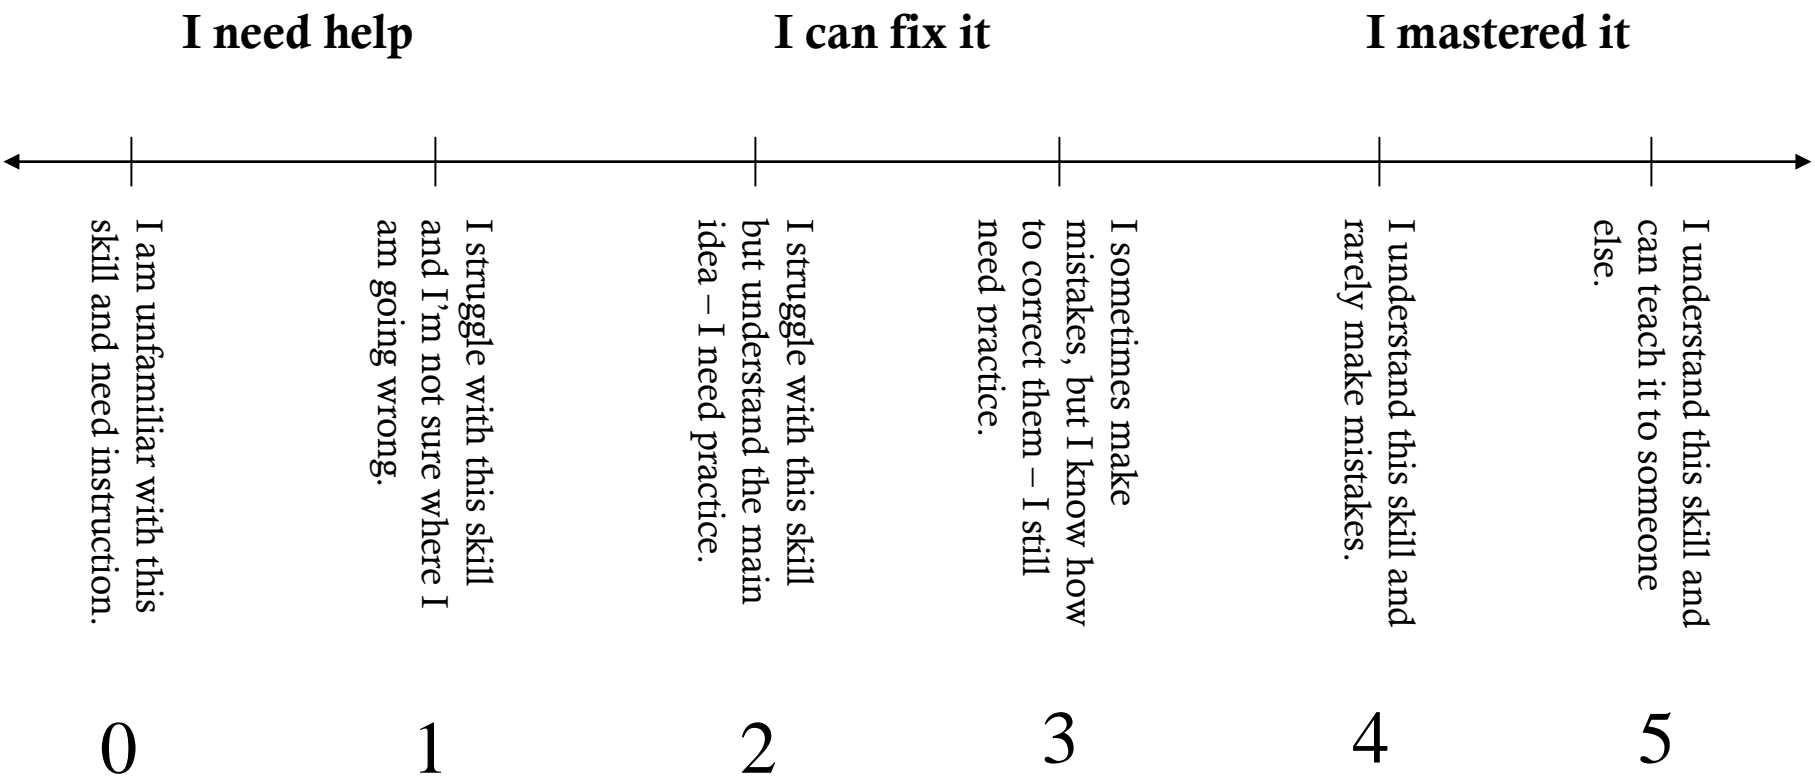 I need help
I can fix it
I mastered it
I am unfamiliar with this
skill and need instruction.
I struggle with this skill
and I'm not sure where I
am going wrong.
I struggle with this skill
but understand the main
idea – I need practice.
I sometimes make
mistakes, but I know how
to correct them – I still
need practice.
I understand this skill and
rarely make mistakes.
I understand this skill and
can teach it to someone
else.
0
1
2
3
4
5